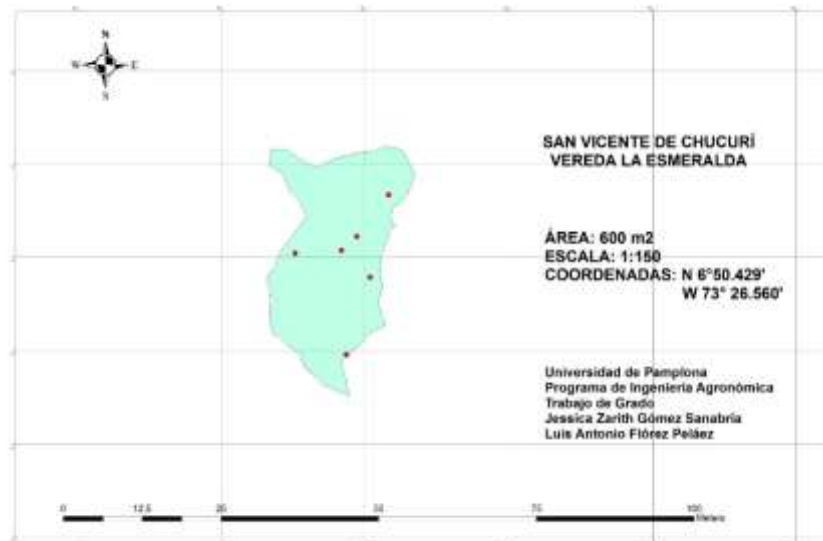 N
W E
S
SAN VICENTE DE CHUCURÍ
VEREDA LA ESMERALDA
ÁREA: 600 m2
ESCALA: 1:150
COORDENADAS: N 6°50.429'
W 73° 26.560'
Universidad de Pamplona
Programa de Ingeniería Agronómica
Trabajo de Grado
Jessica Zarith Gómez Sanabria
Luis Antonio Flórez Peláez
0 12,5 25 50 75 100
Meters